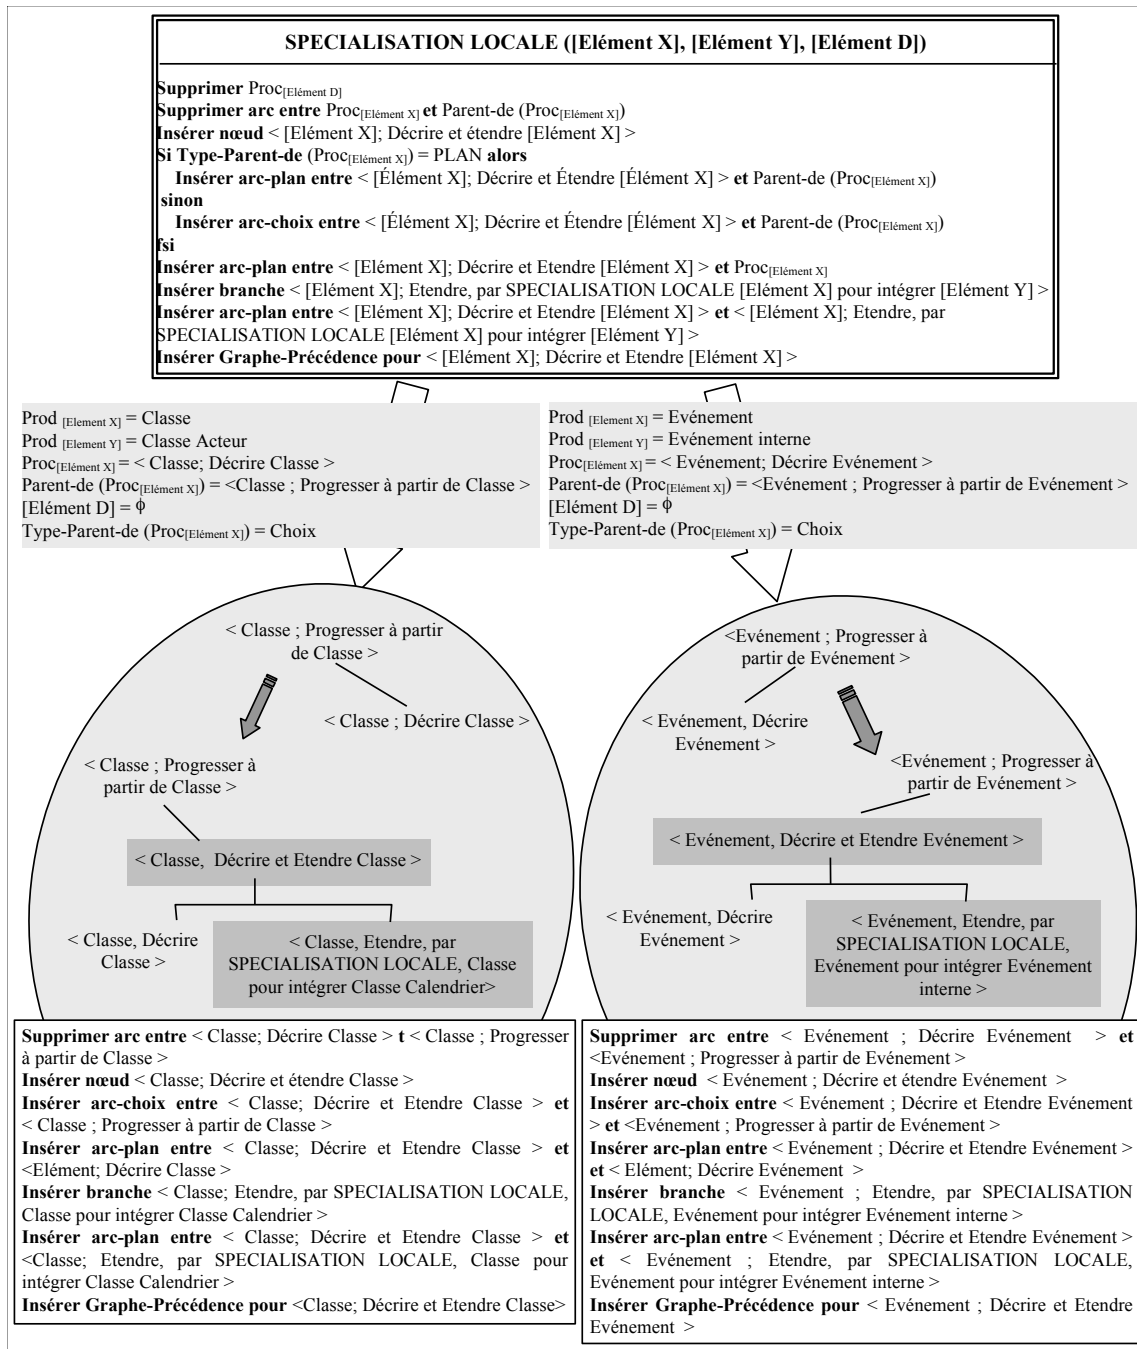 SPECIALISATION LOCALE ([Elément X], [Elément Y], [Elément D])
Supprimer Proc[Elément D]
Supprimer arc entre Proc[Elément X] et Parent-de (Proc[Elément X])
Insérer nœud < [Elément X]; Décrire et étendre [Elément X] >
Si Type-Parent-de (Proc[Elément X]) = PLAN alors
Insérer arc-plan entre < [Élément X]; Décrire et Étendre [Élément X] > et Parent-de (Proc[Elément X])
sinon
Insérer arc-choix entre < [Élément X]; Décrire et Étendre [Élément X] > et Parent-de (Proc[Elément X])
fsi
Insérer arc-plan entre < [Elément X]; Décrire et Etendre [Elément X] > et Proc[Elément X]
Insérer branche < [Elément X]; Etendre, par SPECIALISATION LOCALE [Elément X] pour intégrer [Elément Y] >
Insérer arc-plan entre < [Elément X]; Décrire et Etendre [Elément X] > et < [Elément X]; Etendre, par
SPECIALISATION LOCALE [Elément X] pour intégrer [Elément Y] >
Insérer Graphe-Précédence pour < [Elément X]; Décrire et Etendre [Elément X] >
Prod [Element X] = Classe
Prod [Element Y] = Classe Acteur
Proc[Elément X] = < Classe; Décrire Classe >
Parent-de (Proc[Elément X]) = <Classe ; Progresser à partir de Classe >
[Elément D] = ϕ
Type-Parent-de (Proc[Elément X]) = Choix
Prod [Element X] = Evénement
Prod [Element Y] = Evénement interne
Proc[Elément X] = < Evénement; Décrire Evénement >
Parent-de (Proc[Elément X]) = <Evénement ; Progresser à partir de Evénement >
[Elément D] = ϕ
Type-Parent-de (Proc[Elément X]) = Choix
< Classe ; Progresser à partir
de Classe >
< Classe ; Décrire Classe >
< Classe ; Progresser à
partir de Classe >
< Classe, Décrire et Etendre Classe >
< Classe, Décrire
Classe >
< Classe, Etendre, par
SPECIALISATION LOCALE, Classe
pour intégrer Classe Calendrier>
<Evénement ; Progresser à
partir de Evénement >
< Evénement, Décrire
Evénement >
<Evénement ; Progresser à
partir de Evénement >
< Evénement, Décrire et Etendre Evénement >
< Evénement, Décrire
Evénement >
< Evénement, Etendre, par
SPECIALISATION LOCALE,
Evénement pour intégrer Evénement
interne >
Supprimer arc entre < Classe; Décrire Classe > t < Classe ; Progresser
à partir de Classe >
Insérer nœud < Classe; Décrire et étendre Classe >
Insérer arc-choix entre < Classe; Décrire et Etendre Classe > et
< Classe ; Progresser à partir de Classe >
Insérer arc-plan entre < Classe; Décrire et Etendre Classe > et
<Elément; Décrire Classe >
Insérer branche < Classe; Etendre, par SPECIALISATION LOCALE,
Classe pour intégrer Classe Calendrier >
Insérer arc-plan entre < Classe; Décrire et Etendre Classe > et
<Classe; Etendre, par SPECIALISATION LOCALE, Classe pour
intégrer Classe Calendrier >
Insérer Graphe-Précédence pour <Classe; Décrire et Etendre Classe>
Supprimer arc entre < Evénement ; Décrire Evénement > et
<Evénement ; Progresser à partir de Evénement >
Insérer nœud < Evénement ; Décrire et étendre Evénement >
Insérer arc-choix entre < Evénement ; Décrire et Etendre Evénement
> et <Evénement ; Progresser à partir de Evénement >
Insérer arc-plan entre < Evénement ; Décrire et Etendre Evénement >
et < Elément; Décrire Evénement >
Insérer branche < Evénement ; Etendre, par SPECIALISATION
LOCALE, Evénement pour intégrer Evénement interne >
Insérer arc-plan entre < Evénement ; Décrire et Etendre Evénement >
et < Evénement ; Etendre, par SPECIALISATION LOCALE,
Evénement pour intégrer Evénement interne >
Insérer Graphe-Précédence pour < Evénement ; Décrire et Etendre
Evénement >